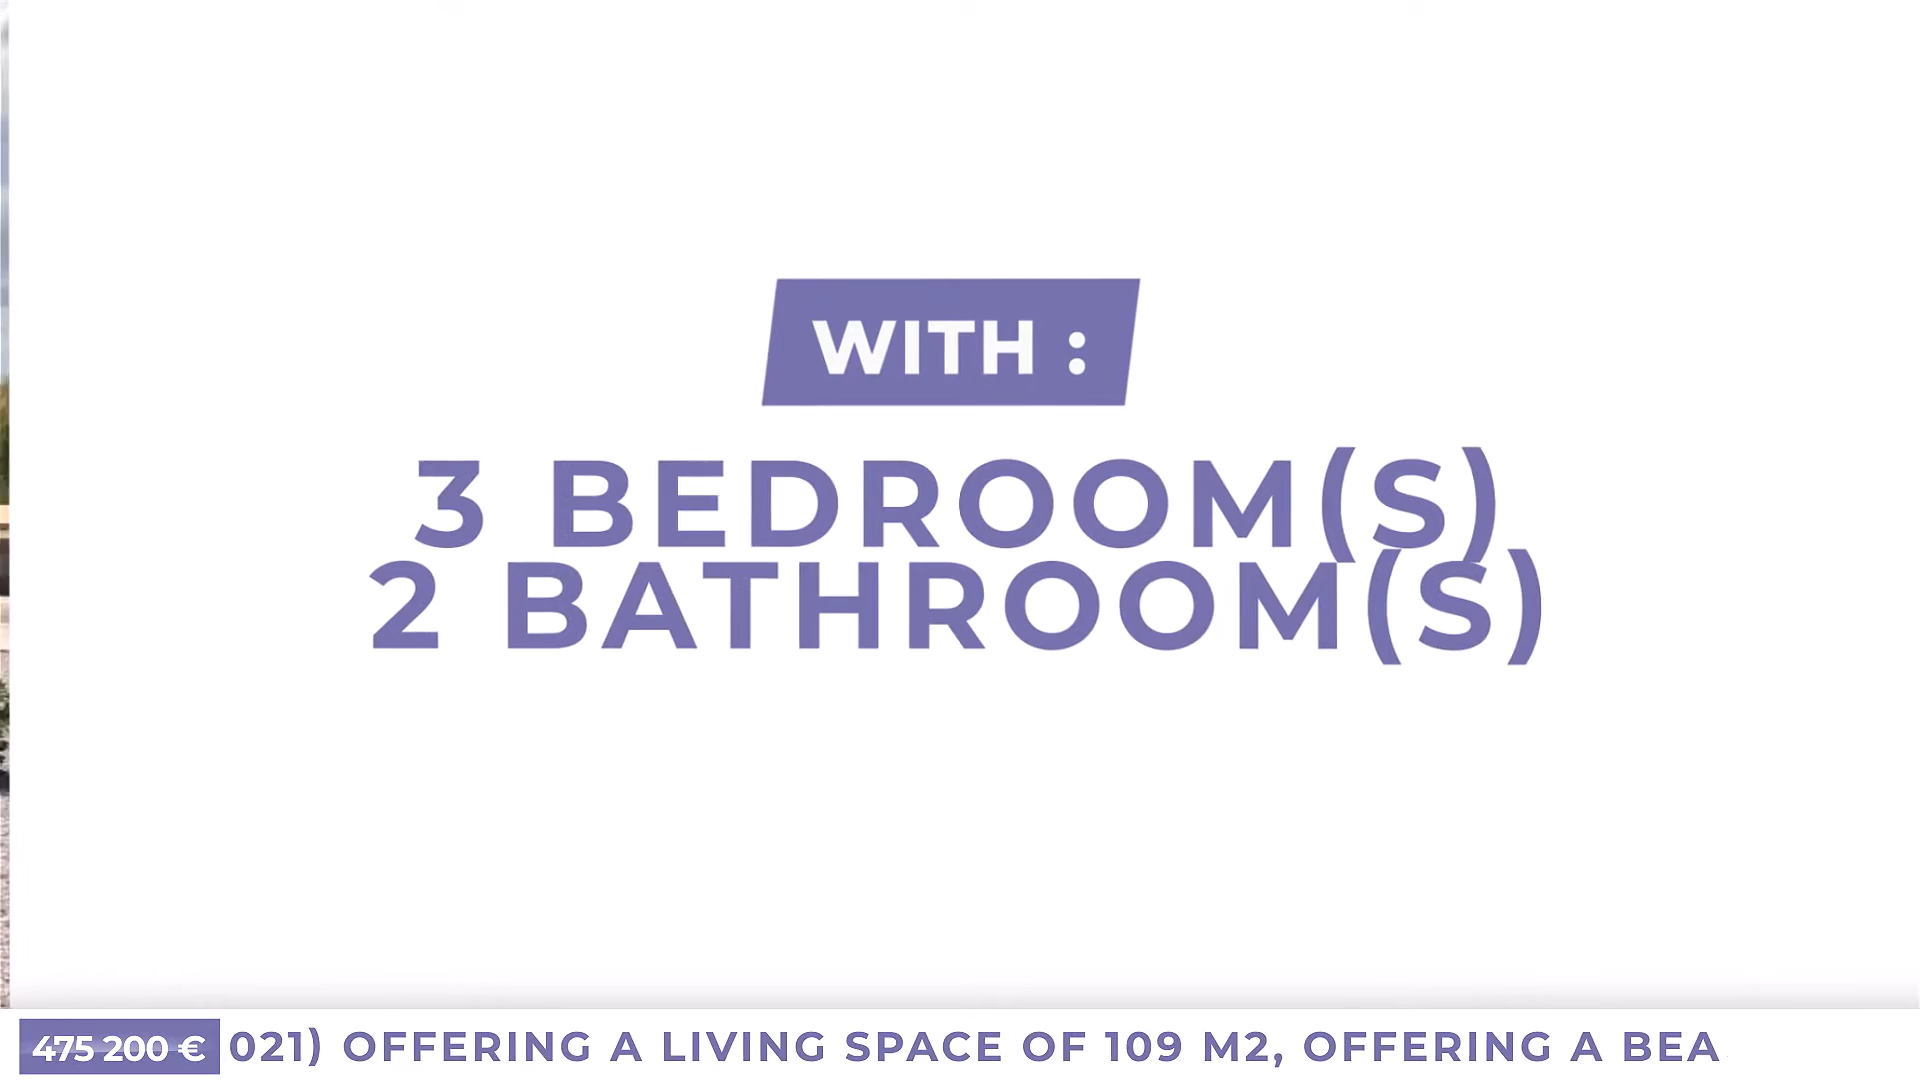 WITH :
3 BEDROOM(S)
2 BATHROOM(S)
475 200 € 021) OFFERING A LIVING SPACE OF 109 M2, OFFERING A BEA